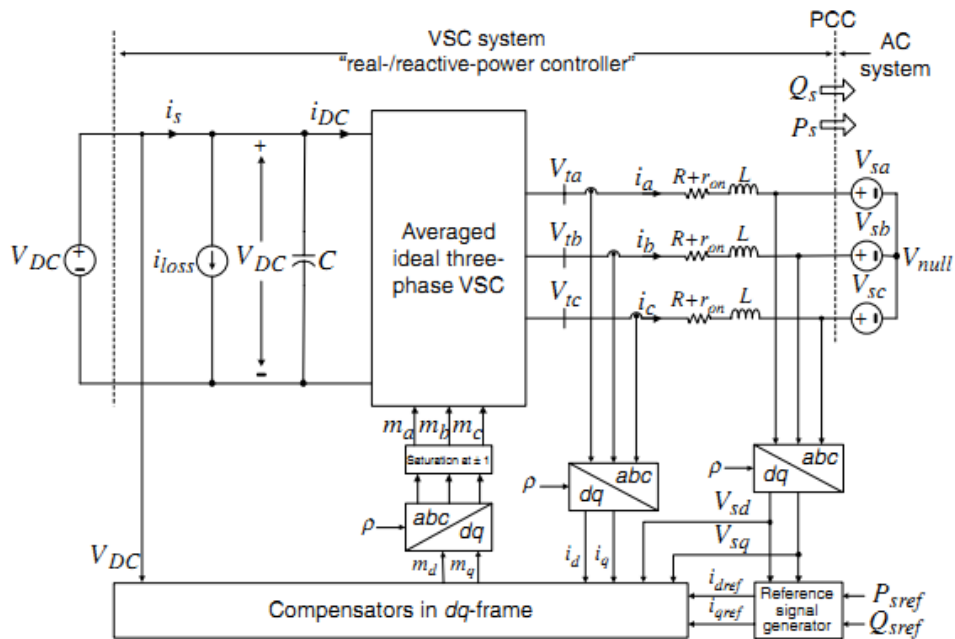 VSC system
"real-/reactive-power controller"
PCC
AC
system
Q_s
P_s
i_s
i_DC
+
V_DC
+
-
i_loss
V_DC
C
-
Averaged
ideal three-
phase VSC
V_ta
i_a
R+r_on
L
V_sa
+
V_tb
i_b
R+r_on
L
V_sb
+
V_null
V_tc
i_c
R+r_on
L
V_sc
+
m_a
m_b
m_c
Saturation at ± 1
ρ
abc
dq
ρ
abc
dq
ρ
abc
dq
V_sd
V_sq
V_DC
m_d
m_q
i_d
i_q
i_dref
i_qref
Compensators in dq-frame
Reference
signal
generator
P_sref
Q_sref